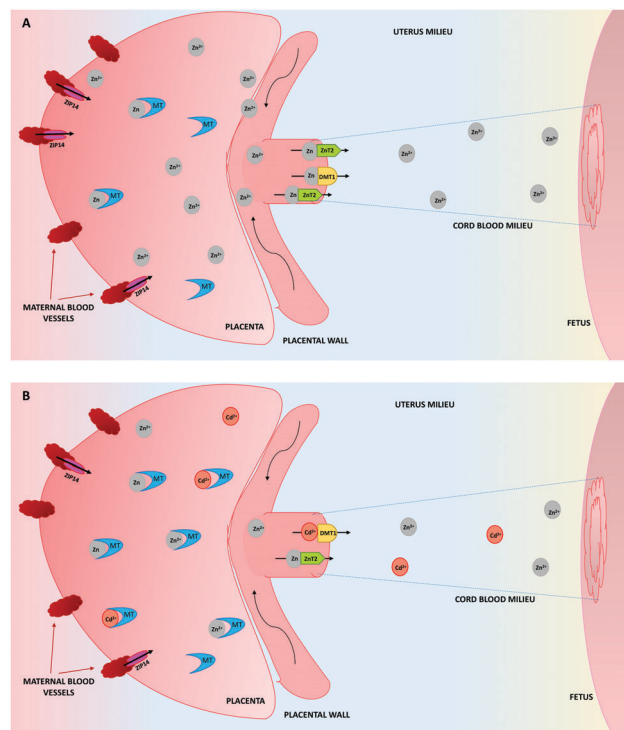 A
UTERUS MILIEU
Zn²⁺
Zn²⁺
Zn²⁺
ZIP14
Zn MT
Zn²⁺
MT
Zn²⁺
Zn²⁺
ZIP14
Zn²⁺
Zn ZnT2
Zn²⁺
Zn²⁺
Zn DMT1
Zn MT
Zn²⁺
Zn ZnT2
Zn²⁺
Zn²⁺
Zn²⁺
CORD BLOOD MILIEU
Zn²⁺
Zn²⁺
ZIP14
MT
MATERNAL BLOOD
VESSELS
PLACENTA
PLACENTAL WALL
FETUS
B
UTERUS MILIEU
Cd²⁺
Zn²⁺
ZIP14
Zn MT
Cd²⁺ MT
Zn²⁺
Zn²⁺
Cd²⁺ DMT1
Zn²⁺
Cd²⁺
Zn MT
Zn²⁺ MT
Zn ZnT2
Cd²⁺
Zn²⁺
CORD BLOOD MILIEU
Cd²⁺ MT
Zn²⁺ MT
ZIP14
MT
MATERNAL BLOOD
VESSELS
PLACENTA
PLACENTAL WALL
FETUS